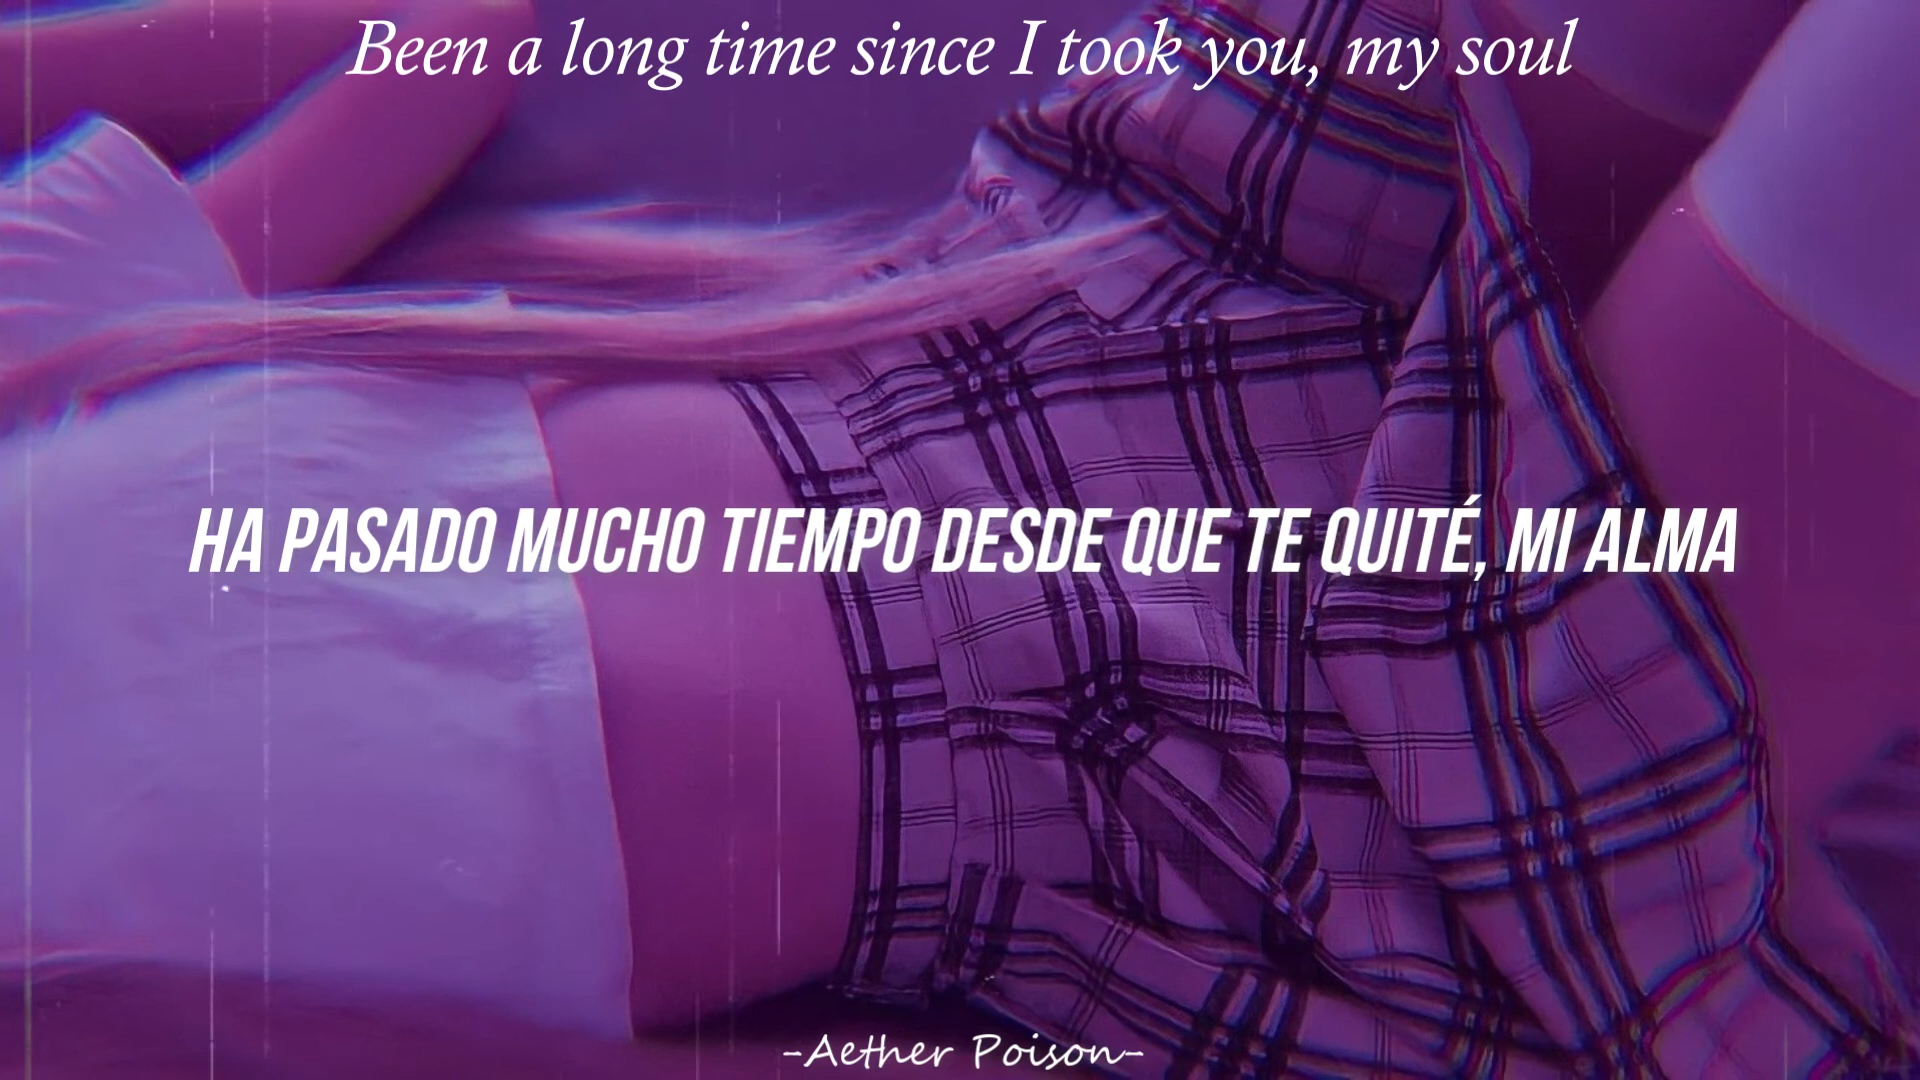 Been a long time since I took you, my soul
HA PASADO MUCHO TIEMPO DESDE QUE TE QUITÉ, MI ALMA
-Aether Poison-